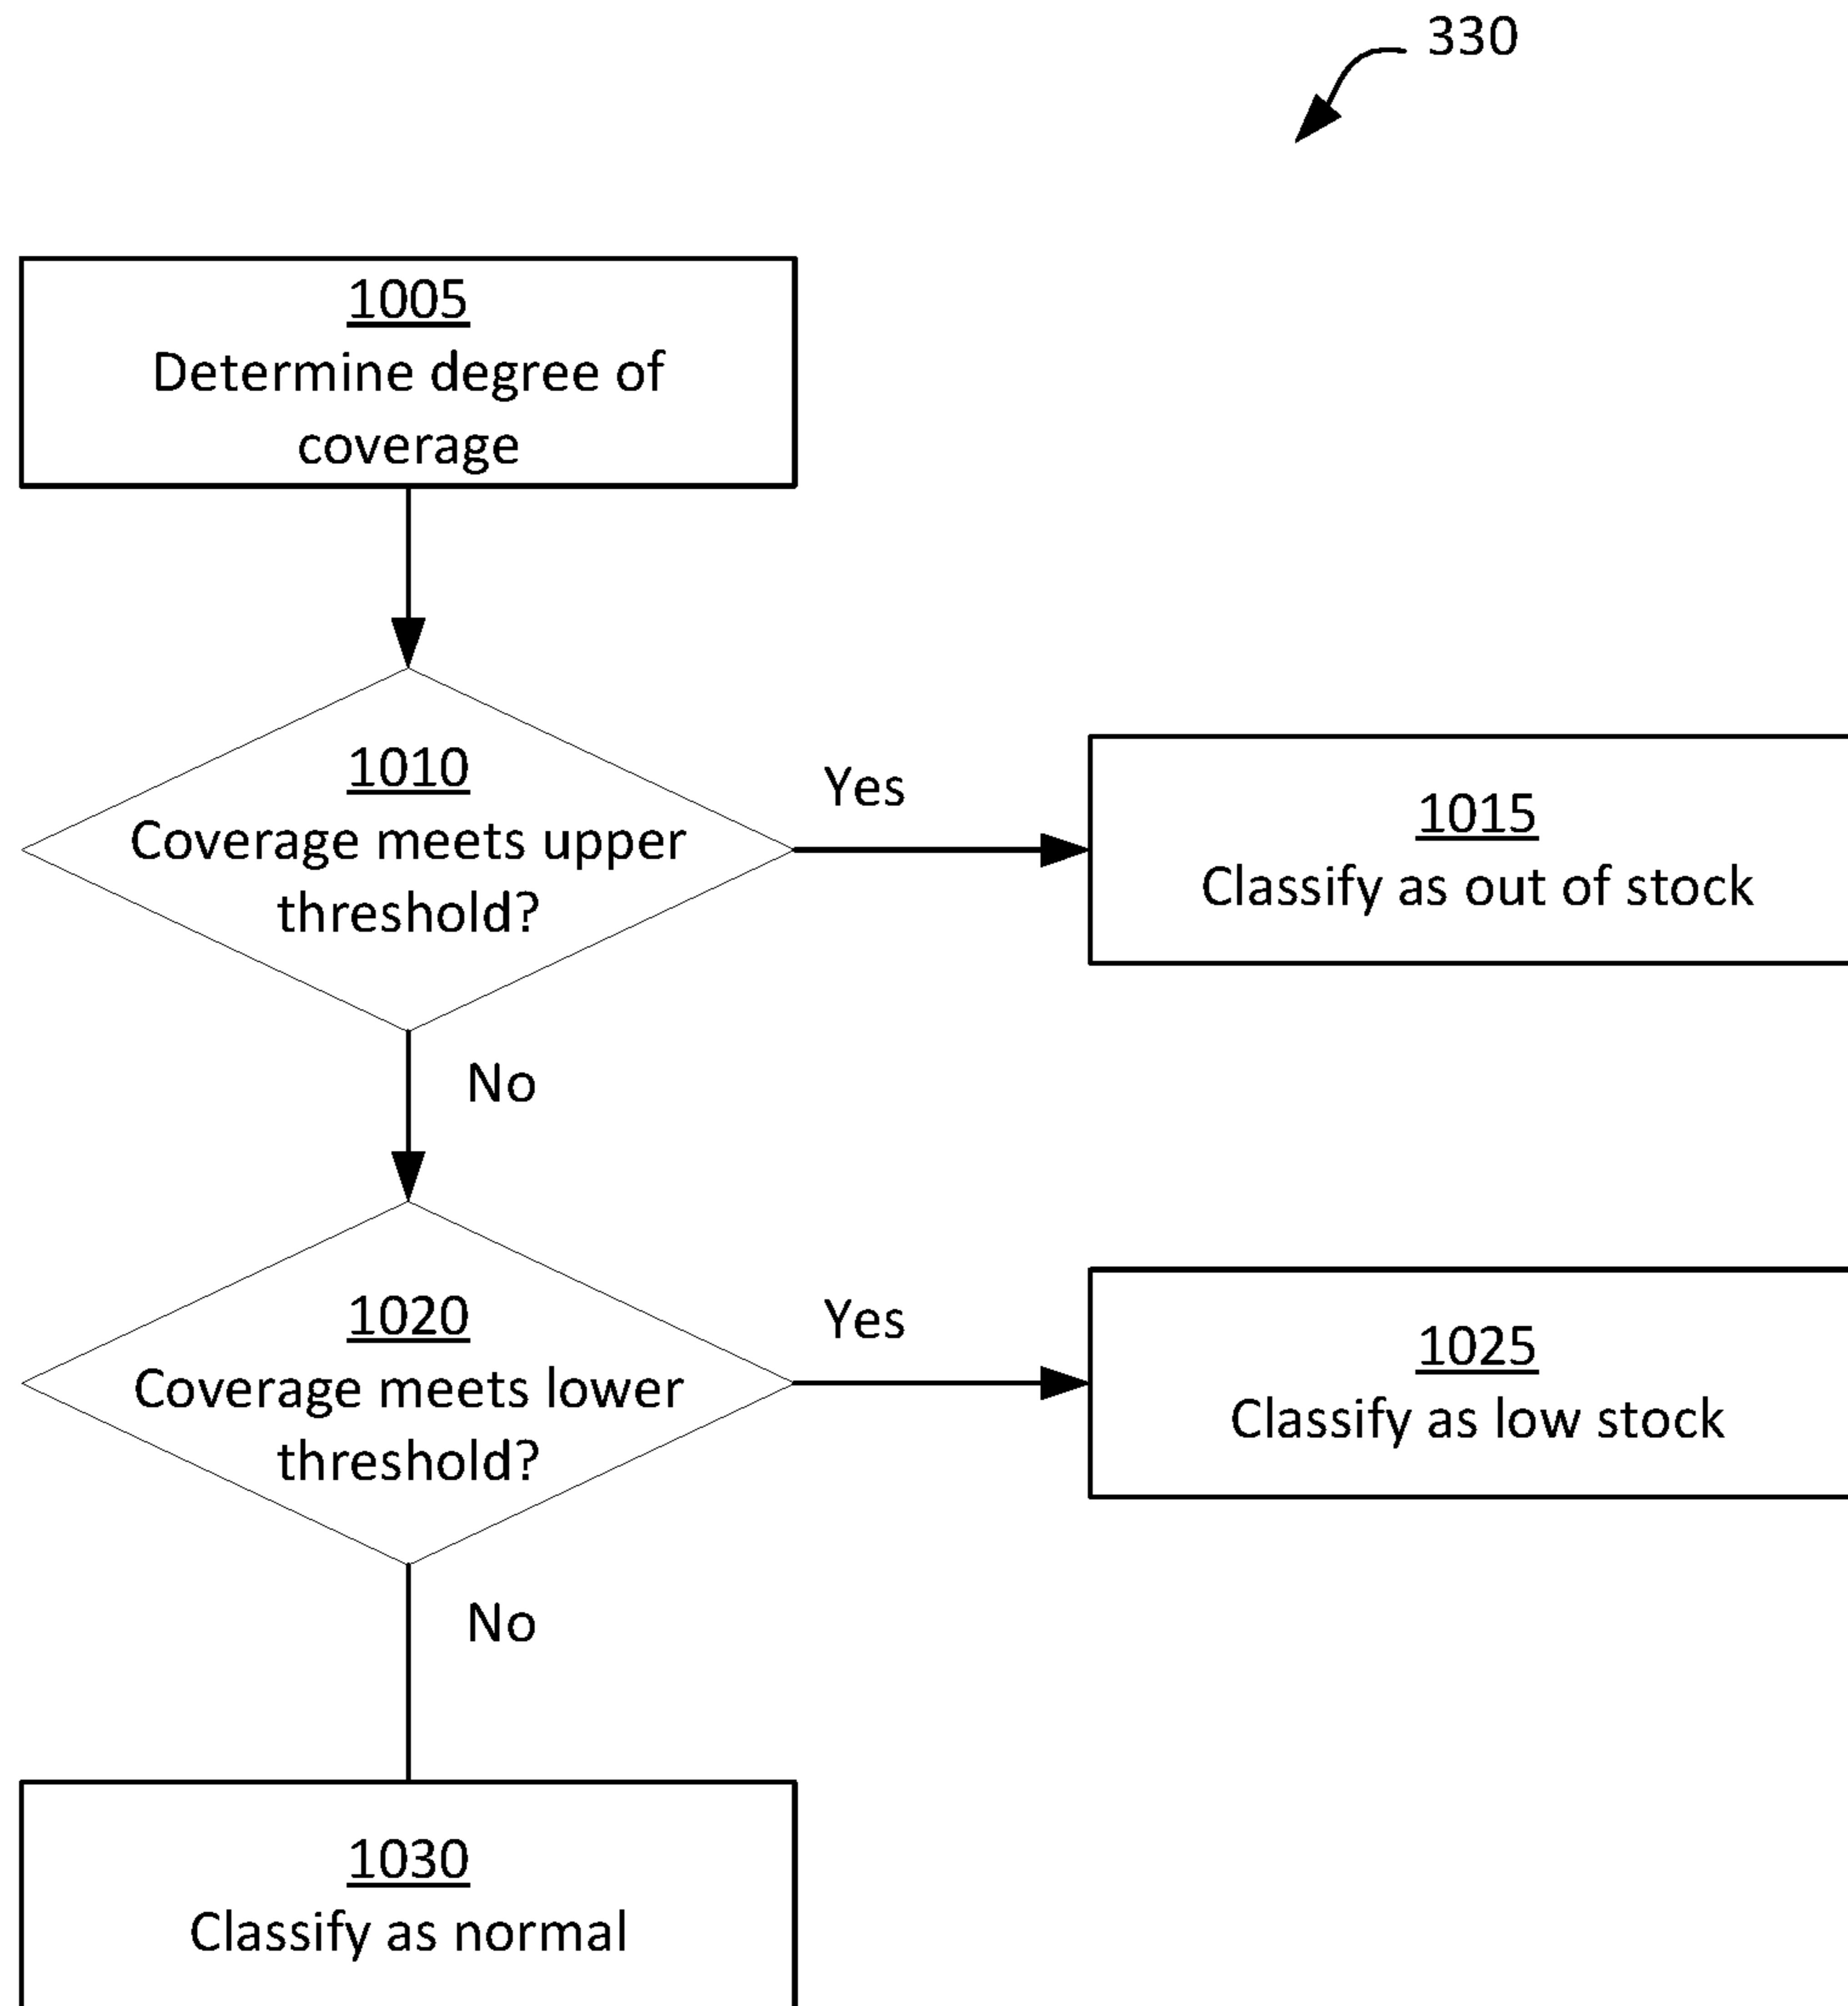 330
1005
Determine degree of
coverage
1010
Coverage meets upper
threshold?
Yes
1015
Classify as out of stock
No
1020
Coverage meets lower
threshold?
Yes
1025
Classify as low stock
No
1030
Classify as normal